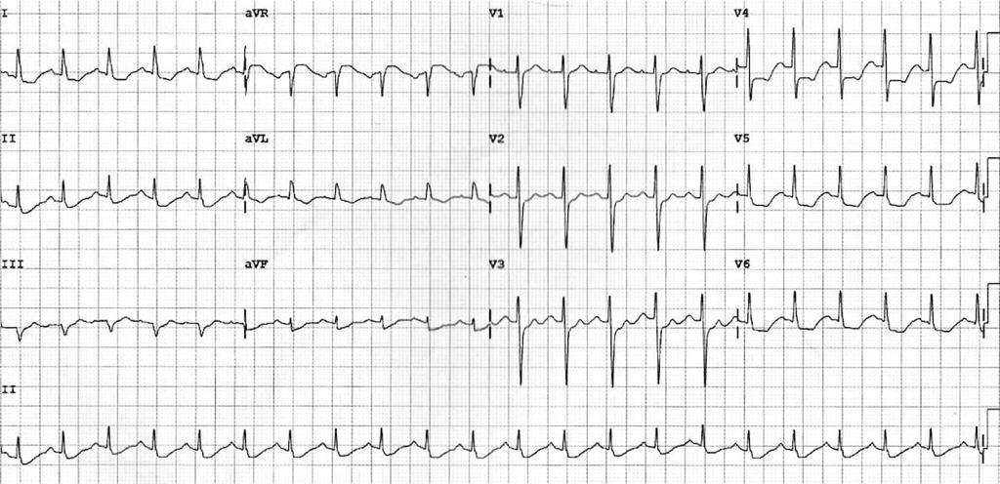 I aVR V1 V4
II aVL V2 V5
III aVF V3 V6
II